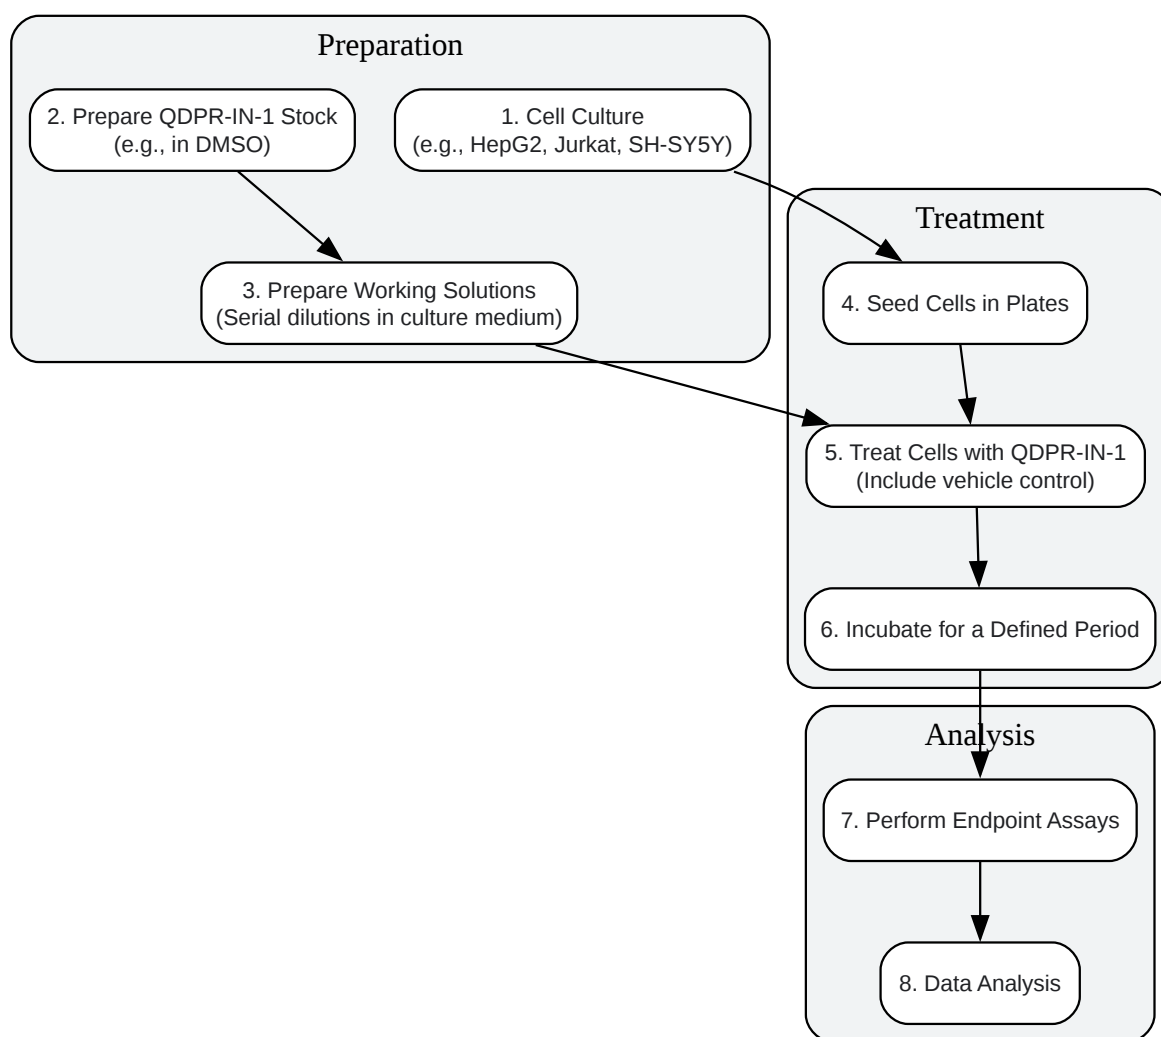 Preparation
2. Prepare QDPR-IN-1 Stock
(e.g., in DMSO)
1. Cell Culture
(e.g., HepG2, Jurkat, SH-SY5Y)
3. Prepare Working Solutions
(Serial dilutions in culture medium)
Treatment
4. Seed Cells in Plates
5. Treat Cells with QDPR-IN-1
(Include vehicle control)
6. Incubate for a Defined Period
Analysis
7. Perform Endpoint Assays
8. Data Analysis